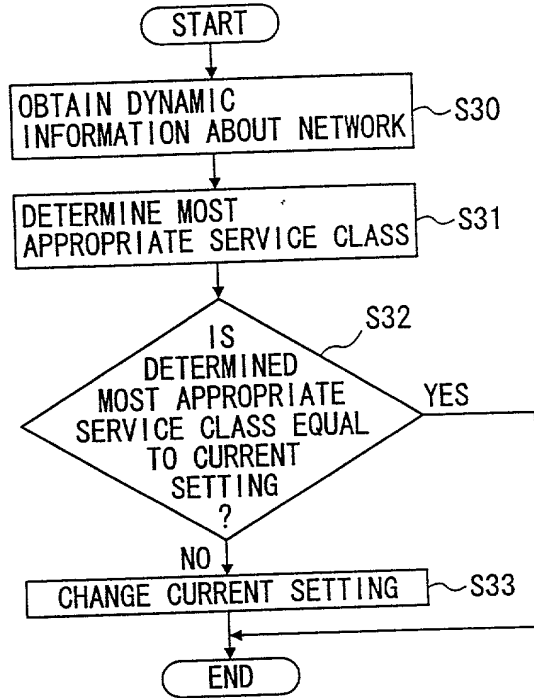 START
OBTAIN DYNAMIC
INFORMATION ABOUT NETWORK
S30
DETERMINE MOST
APPROPRIATE SERVICE CLASS
S31
S32
IS
DETERMINED
MOST APPROPRIATE
SERVICE CLASS EQUAL
TO CURRENT
SETTING
?
YES
NO
CHANGE CURRENT SETTING
S33
END